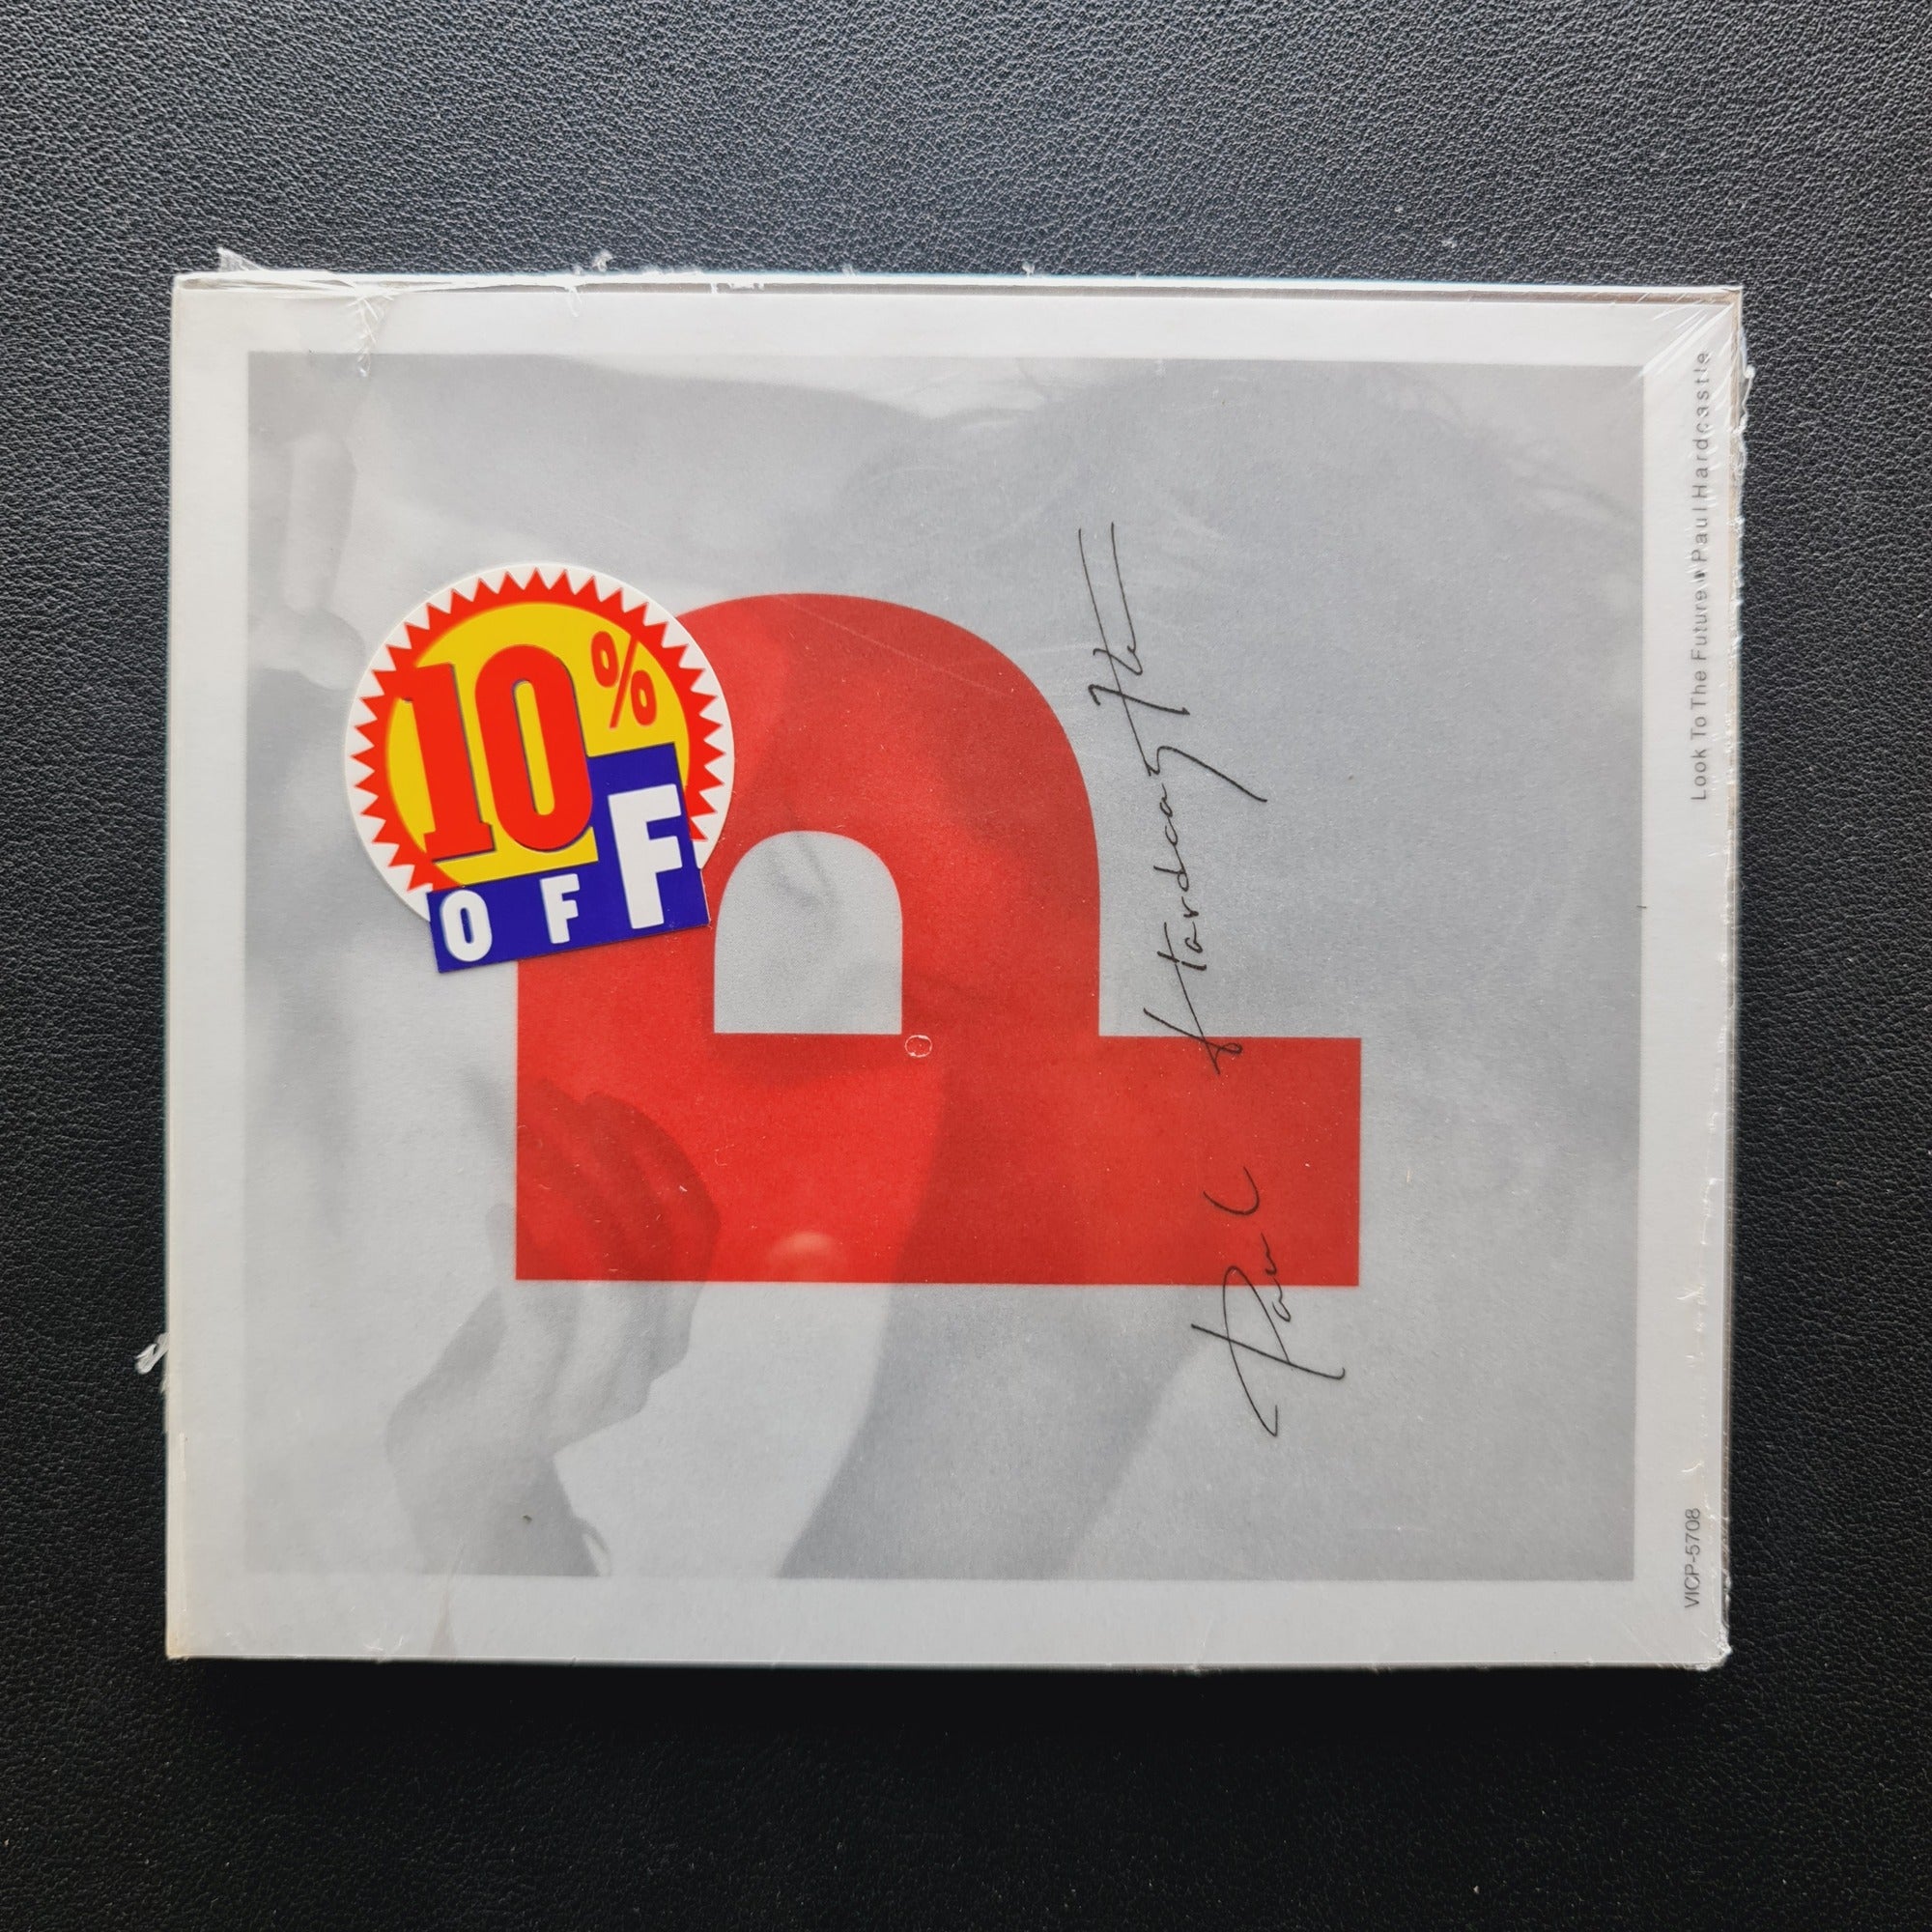 10%
OFF
P
Paul Hardcastle
Look To The Future Paul Hardcastle
VICP-5708